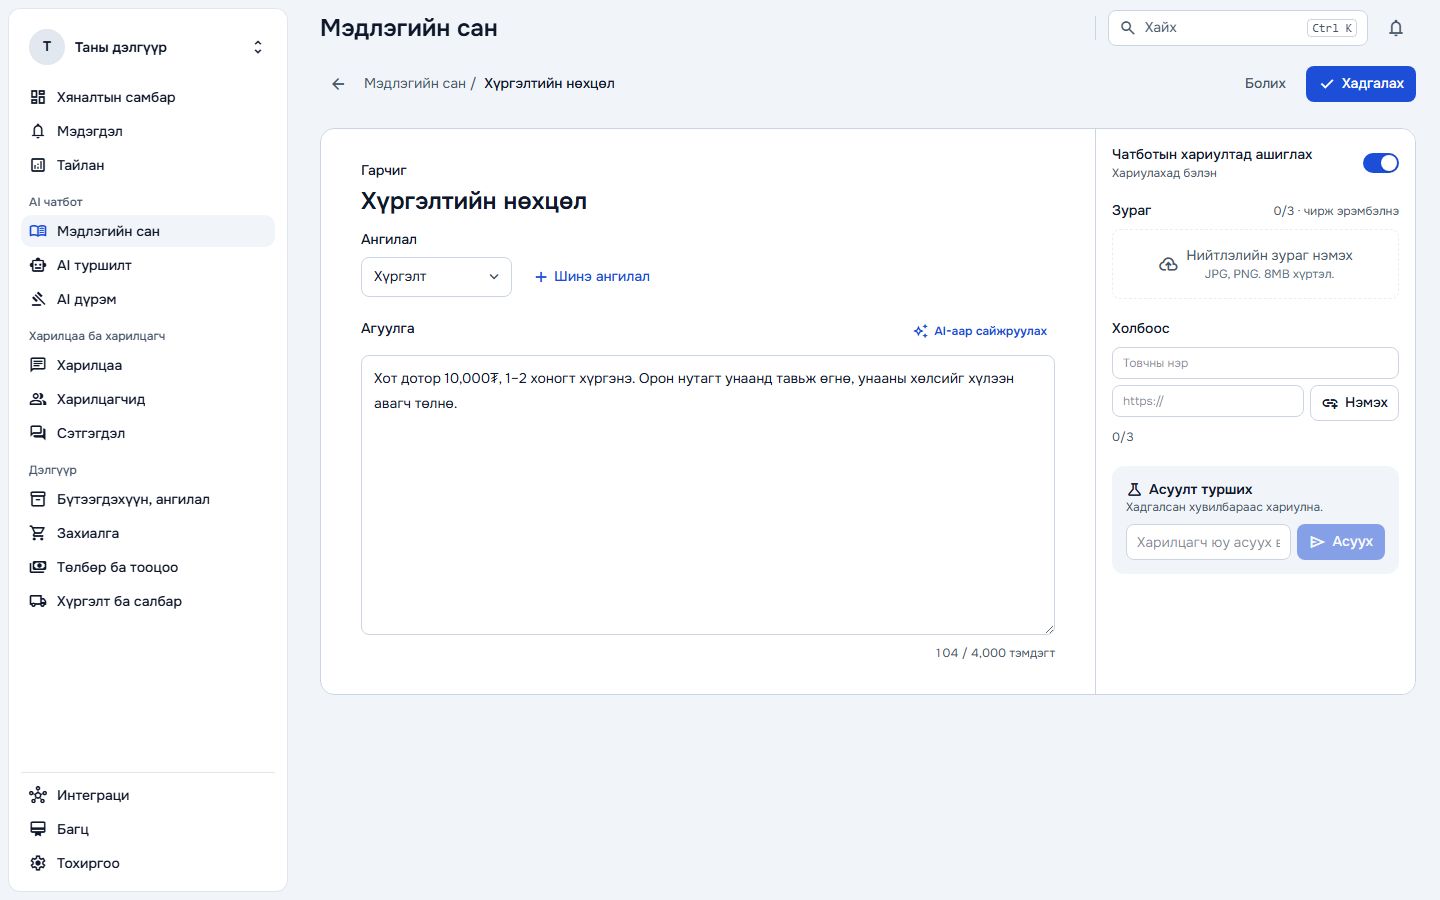 Т
Таны дэлгүүр
Хяналтын самбар
Мэдэгдэл
Тайлан
AI чатбот
Мэдлэгийн сан
AI туршилт
AI дүрэм
Харилцаа ба харилцагч
Харилцаа
Харилцагчид
Сэтгэгдэл
Дэлгүүр
Бүтээгдэхүүн, ангилал
Захиалга
Төлбөр ба тооцоо
Хүргэлт ба салбар
Интеграци
Багц
Тохиргоо
Мэдлэгийн сан
Хайх
Ctrl K
Мэдлэгийн сан / Хүргэлтийн нөхцөл
Болих
Хадгалах
Гарчиг
Хүргэлтийн нөхцөл
Ангилал
Хүргэлт
Шинэ ангилал
Агуулга
AI-аар сайжруулах
Хот дотор 10,000₮, 1–2 хоногт хүргэнэ. Орон нутагт унаанд тавьж өгнө, унааны хөлсийг хүлээн
авагч төлнө.
104 / 4,000 тэмдэгт
Чатботын хариултад ашиглах
Хариулахад бэлэн
Зураг
0/3 · чирж эрэмбэлнэ
Нийтлэлийн зураг нэмэх
JPG, PNG. 8MB хүртэл.
Холбоос
Товчны нэр
https://
Нэмэх
0/3
Асуулт турших
Хадгалсан хувилбараас хариулна.
Харилцагч юу асуух
Асуух